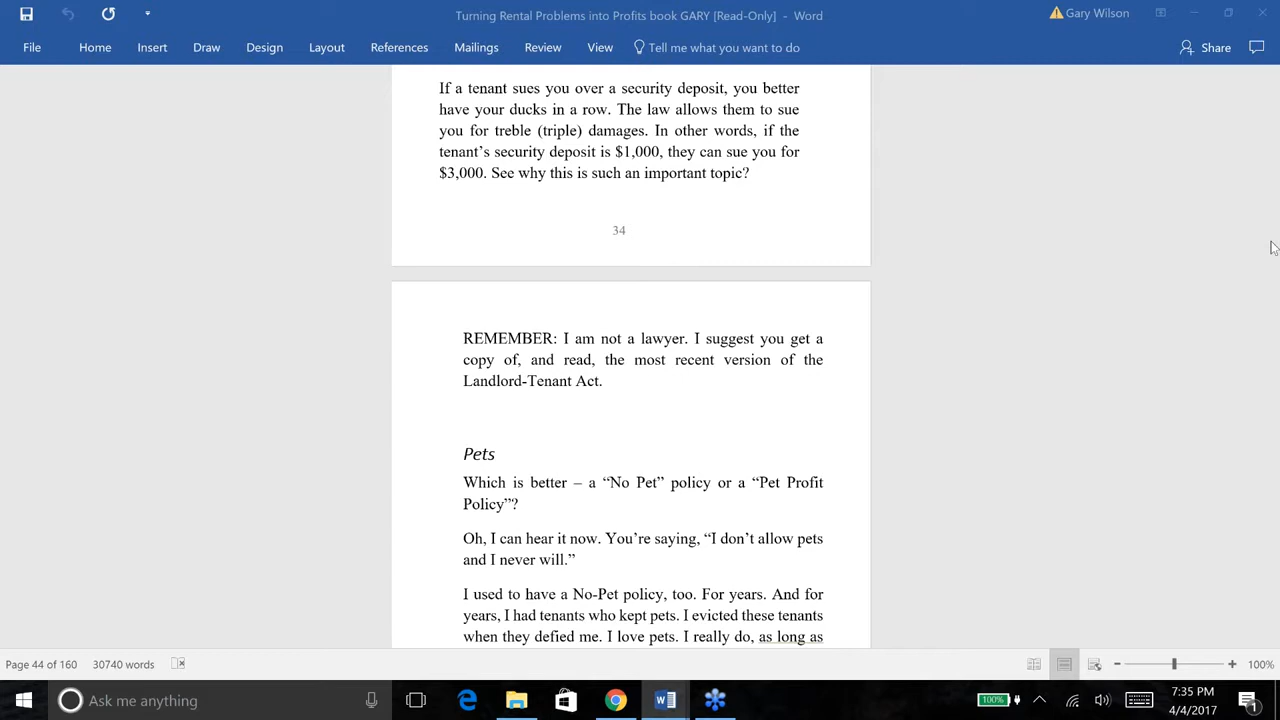 Turning Rental Problems into Profits book GARY [Read-Only] - Word
Gary Wilson
File Home Insert Draw Design Layout References Mailings Review View Tell me what you want to do Share
If a tenant sues you over a security deposit, you better
have your ducks in a row. The law allows them to sue
you for treble (triple) damages. In other words, if the
tenant’s security deposit is $1,000, they can sue you for
$3,000. See why this is such an important topic?
34
REMEMBER: I am not a lawyer. I suggest you get a
copy of, and read, the most recent version of the
Landlord-Tenant Act.
Pets
Which is better – a “No Pet” policy or a “Pet Profit
Policy”?
Oh, I can hear it now. You’re saying, “I don’t allow pets
and I never will.”
I used to have a No-Pet policy, too. For years. And for
years, I had tenants who kept pets. I evicted these tenants
when they defied me. I love pets. I really do, as long as
Page 44 of 160 30740 words 100%
Ask me anything 100% 7:35 PM
4/4/2017 1